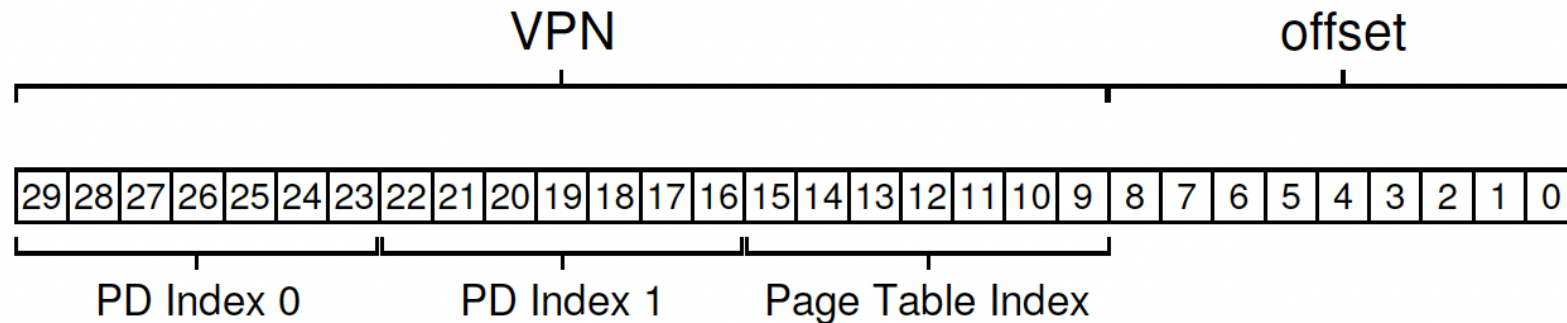 VPN offset
29 28 27 26 25 24 23 22 21 20 19 18 17 16 15 14 13 12 11 10 9 8 7 6 5 4 3 2 1 0
PD Index 0 PD Index 1 Page Table Index